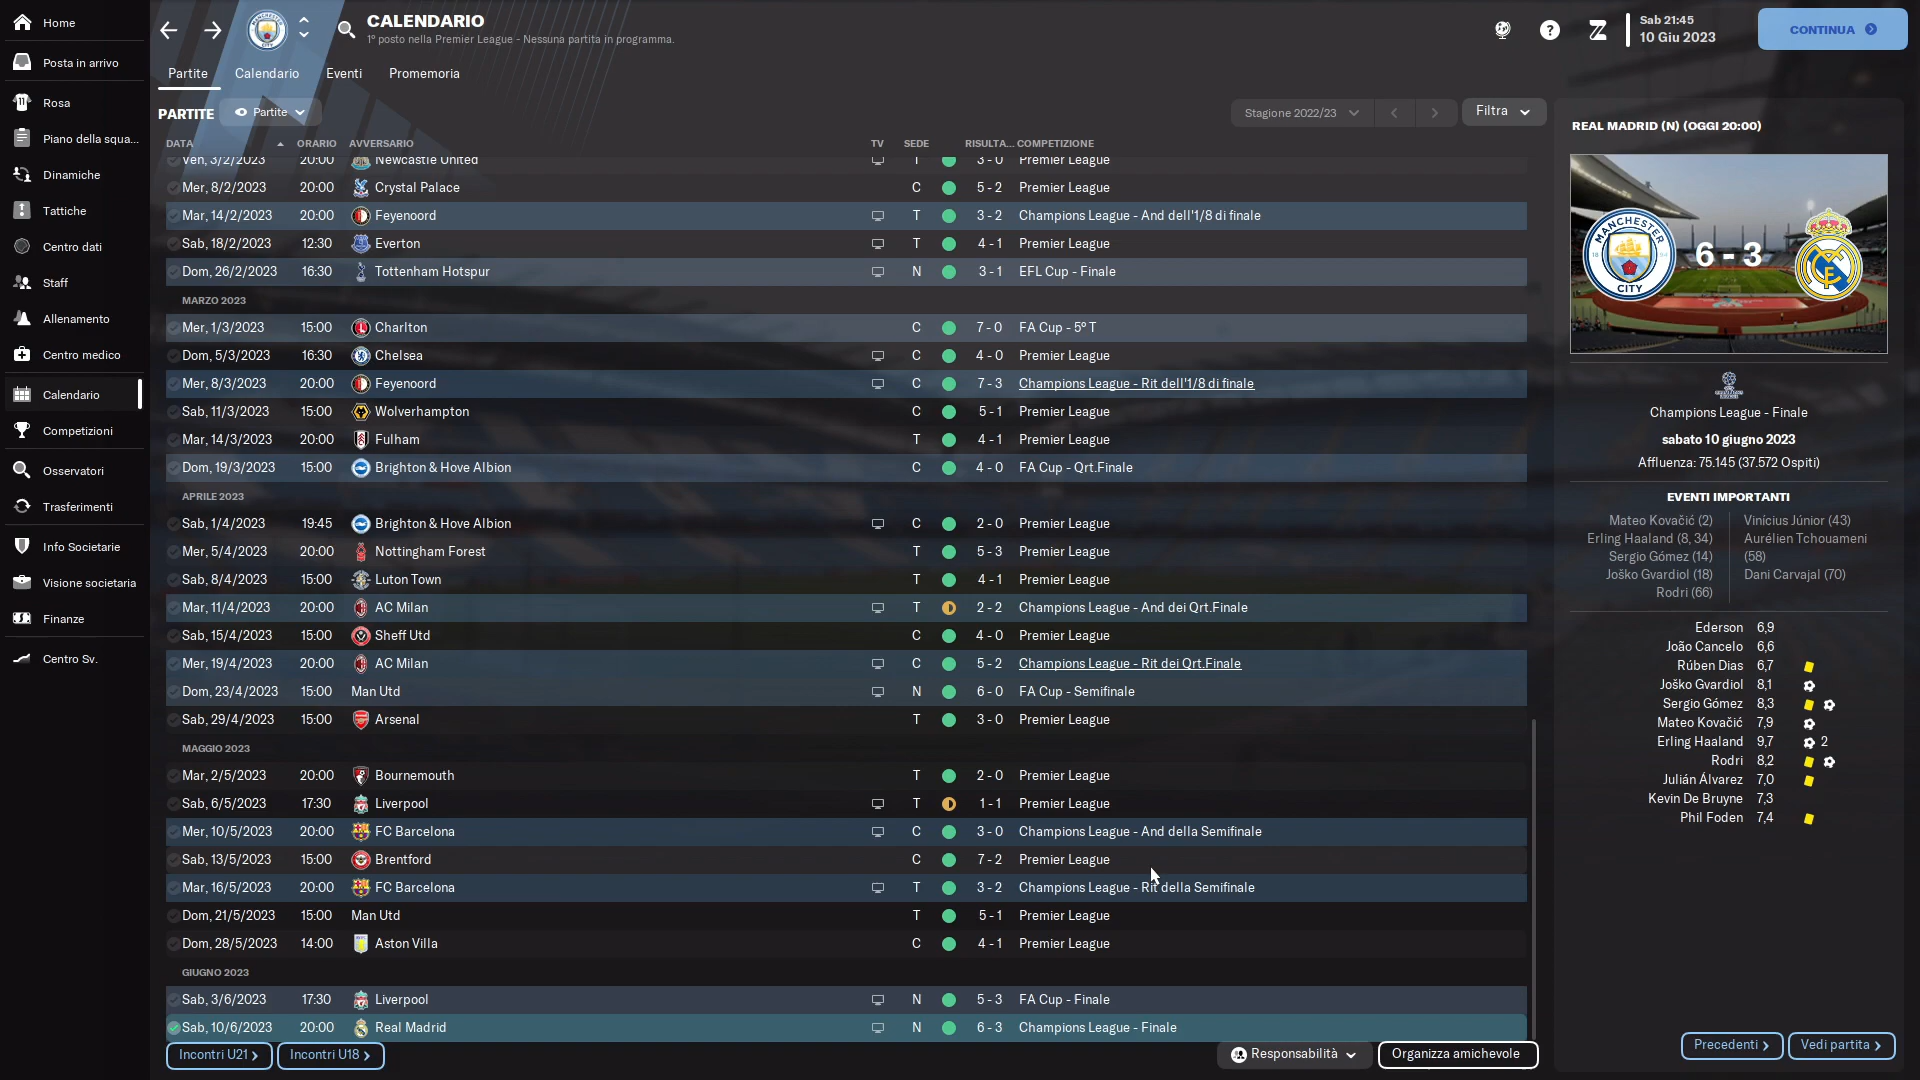 Home
Posta in arrivo
Rosa
Piano della squa...
Dinamiche
Tattiche
Centro dati
Staff
Allenamento
Centro medico
Calendario
Competizioni
Osservatori
Trasferimenti
Info Societarie
Visione societaria
Finanze
Centro Sv.
CALENDARIO
1º posto nella Premier League - Nessuna partita in programma.
Sab 21:45
10 Giu 2023
CONTINUA
Partite Calendario Eventi Promemoria
PARTITE Partite Stagione 2022/23 Filtra
DATA ORARIO AVVERSARIO TV SEDE RISULTA... COMPETIZIONE
Ven, 3/2/2023 20:00 Newcastle United T 3 - 0 Premier League
Mer, 8/2/2023 20:00 Crystal Palace C 5 - 2 Premier League
Mar, 14/2/2023 20:00 Feyenoord T 3 - 2 Champions League - And dell'1/8 di finale
Sab, 18/2/2023 12:30 Everton T 4 - 1 Premier League
Dom, 26/2/2023 16:30 Tottenham Hotspur N 3 - 1 EFL Cup - Finale
MARZO 2023
Mer, 1/3/2023 15:00 Charlton C 7 - 0 FA Cup - 5º T
Dom, 5/3/2023 16:30 Chelsea C 4 - 0 Premier League
Mer, 8/3/2023 20:00 Feyenoord C 7 - 3 Champions League - Rit dell'1/8 di finale
Sab, 11/3/2023 15:00 Wolverhampton C 5 - 1 Premier League
Mar, 14/3/2023 20:00 Fulham T 4 - 1 Premier League
Dom, 19/3/2023 15:00 Brighton & Hove Albion C 4 - 0 FA Cup - Qrt.Finale
APRILE 2023
Sab, 1/4/2023 19:45 Brighton & Hove Albion C 2 - 0 Premier League
Mer, 5/4/2023 20:00 Nottingham Forest T 5 - 3 Premier League
Sab, 8/4/2023 15:00 Luton Town T 4 - 1 Premier League
Mar, 11/4/2023 20:00 AC Milan T 2 - 2 Champions League - And dei Qrt.Finale
Sab, 15/4/2023 15:00 Sheff Utd C 4 - 0 Premier League
Mer, 19/4/2023 20:00 AC Milan C 5 - 2 Champions League - Rit dei Qrt.Finale
Dom, 23/4/2023 15:00 Man Utd N 6 - 0 FA Cup - Semifinale
Sab, 29/4/2023 15:00 Arsenal T 3 - 0 Premier League
MAGGIO 2023
Mar, 2/5/2023 20:00 Bournemouth T 2 - 0 Premier League
Sab, 6/5/2023 17:30 Liverpool T 1 - 1 Premier League
Mer, 10/5/2023 20:00 FC Barcelona C 3 - 0 Champions League - And della Semifinale
Sab, 13/5/2023 15:00 Brentford C 7 - 2 Premier League
Mar, 16/5/2023 20:00 FC Barcelona T 3 - 2 Champions League - Rit della Semifinale
Dom, 21/5/2023 15:00 Man Utd T 5 - 1 Premier League
Dom, 28/5/2023 14:00 Aston Villa C 4 - 1 Premier League
GIUGNO 2023
Sab, 3/6/2023 17:30 Liverpool N 5 - 3 FA Cup - Finale
Sab, 10/6/2023 20:00 Real Madrid N 6 - 3 Champions League - Finale
Incontri U21 Incontri U18 Responsabilità Organizza amichevole
REAL MADRID (N) (OGGI 20:00)
MANCHESTER
CITY
6 - 3
Champions League - Finale
sabato 10 giugno 2023
Affluenza: 75.145 (37.572 Ospiti)
EVENTI IMPORTANTI
Mateo Kovačić (2) Vinícius Júnior (43)
Erling Haaland (8, 34) Aurélien Tchouameni
Sergio Gómez (14) (58)
Joško Gvardiol (18) Dani Carvajal (70)
Rodri (66)
Ederson 6,9
João Cancelo 6,6
Rúben Dias 6,7
Joško Gvardiol 8,1
Sergio Gómez 8,3
Mateo Kovačić 7,9
Erling Haaland 9,7 2
Rodri 8,2
Julián Álvarez 7,0
Kevin De Bruyne 7,3
Phil Foden 7,4
Precedenti Vedi partita